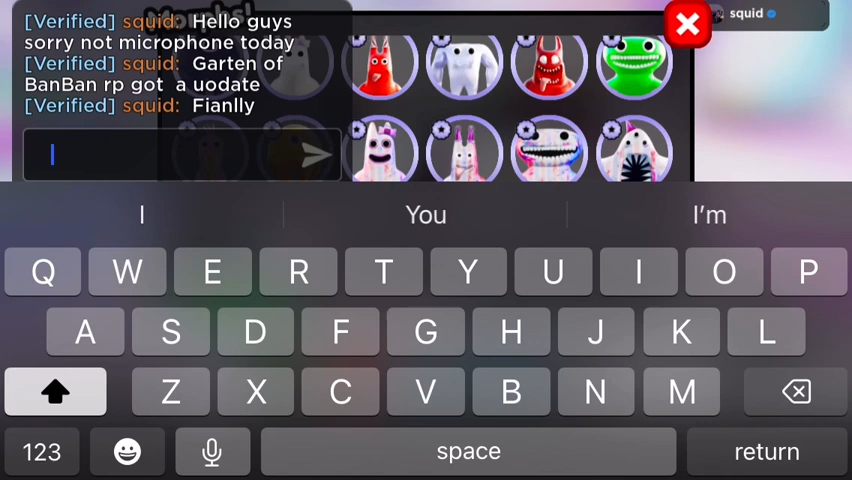 Morphs!
[Verified] squid: Hello guys
sorry not microphone today
[Verified] squid: Garten of
BanBan rp got a uodate
[Verified] squid: Fianlly
squid
I You I'm
Q W E R T Y U I O P
A S D F G H J K L
Z X C V B N M
123 space return